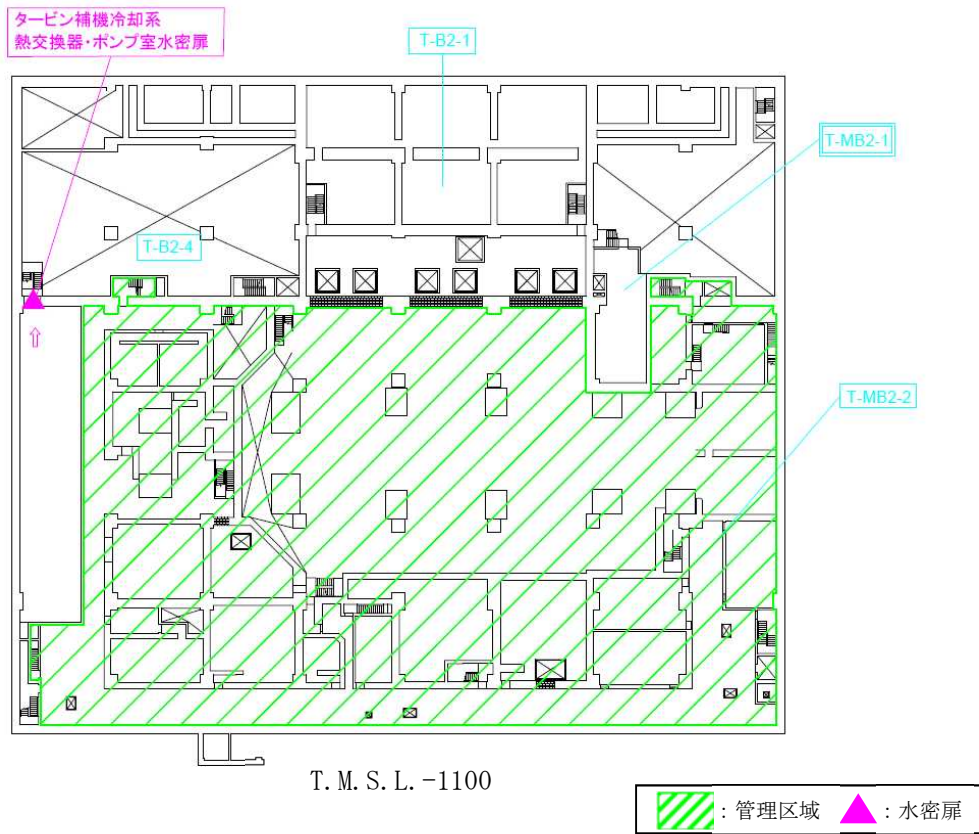 タービン補機冷却系
熱交換器・ポンプ室水密扉
T-B2-1
T-MB2-1
T-B2-4
T-MB2-2
T.M.S.L.-1100
：管理区域
：水密扉